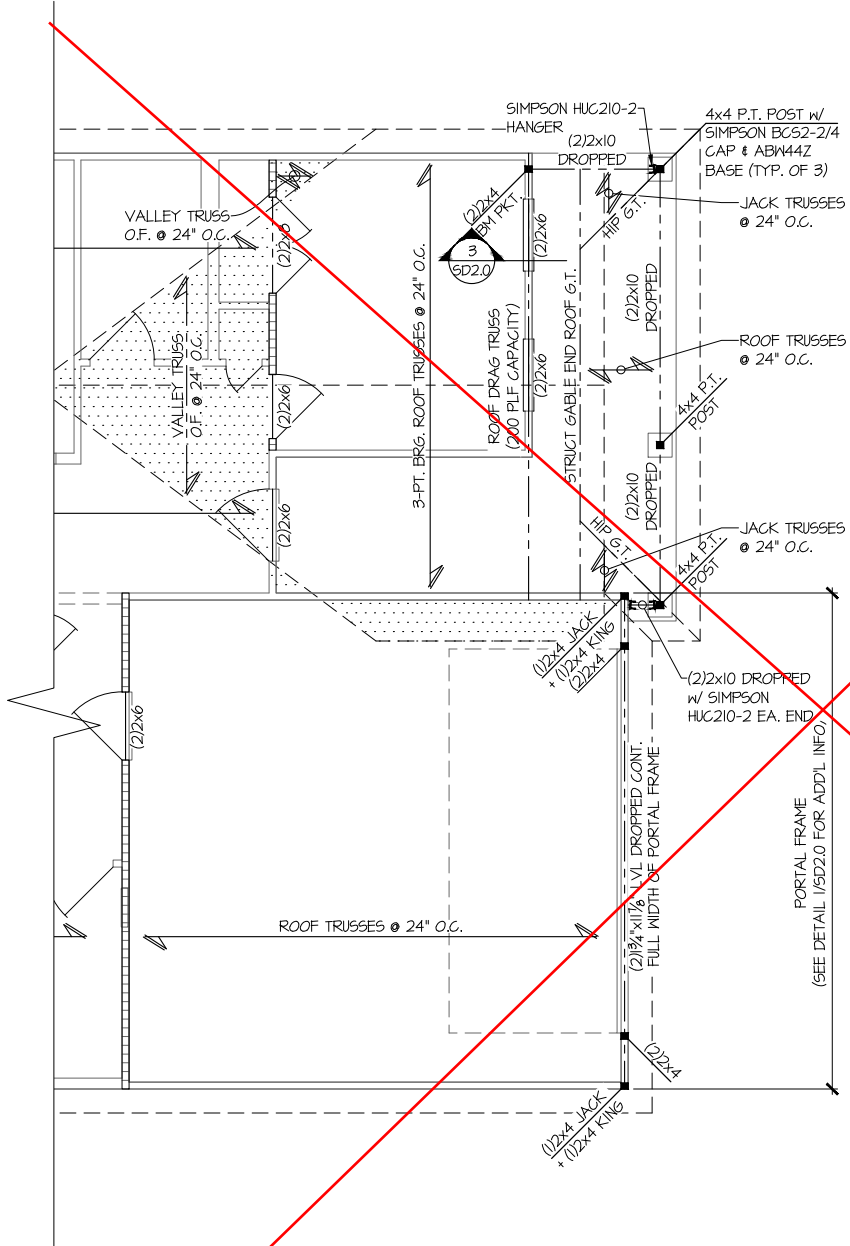 SIMPSON HUC210-2
HANGER
(2)2x10
DROPPED
4x4 P.T. POST w/
SIMPSON BCS2-2/4
CAP & ABW44Z
BASE (TYP. OF 3)
JACK TRUSSES
@ 24" O.C.
HIP G.T.
VALLEY TRUSS
O.F. @ 24" O.C.
(2)2x6
(2)2x4
BM PKT.
3
SD2.0
(2)2x6
3-PT. BRG. ROOF TRUSSES @ 24" O.C.
ROOF DRAG TRUSS
(200 PLF CAPACITY)
(2)2x6
STRUCT GABLE END ROOF G.T.
(2)2x10
DROPPED
ROOF TRUSSES
@ 24" O.C.
VALLEY TRUSS
O.F. @ 24" O.C.
(2)2x6
4x4 P.T.
POST
(2)2x10
DROPPED
(2)2x6
HIP G.T.
JACK TRUSSES
@ 24" O.C.
4x4 P.T.
POST
(1)2x4 JACK
+ (1)2x4 KING
(2)2x4
(2)2x10 DROPPED
w/ SIMPSON
HUC210-2 EA. END
(2)2x6
(2)1¾"x11⅞" LVL DROPPED CONT.
FULL WIDTH OF PORTAL FRAME
PORTAL FRAME
(SEE DETAIL 1/SD2.0 FOR ADD'L INFO.)
ROOF TRUSSES @ 24" O.C.
(2)2x4
(1)2x4 JACK
+ (1)2x4 KING